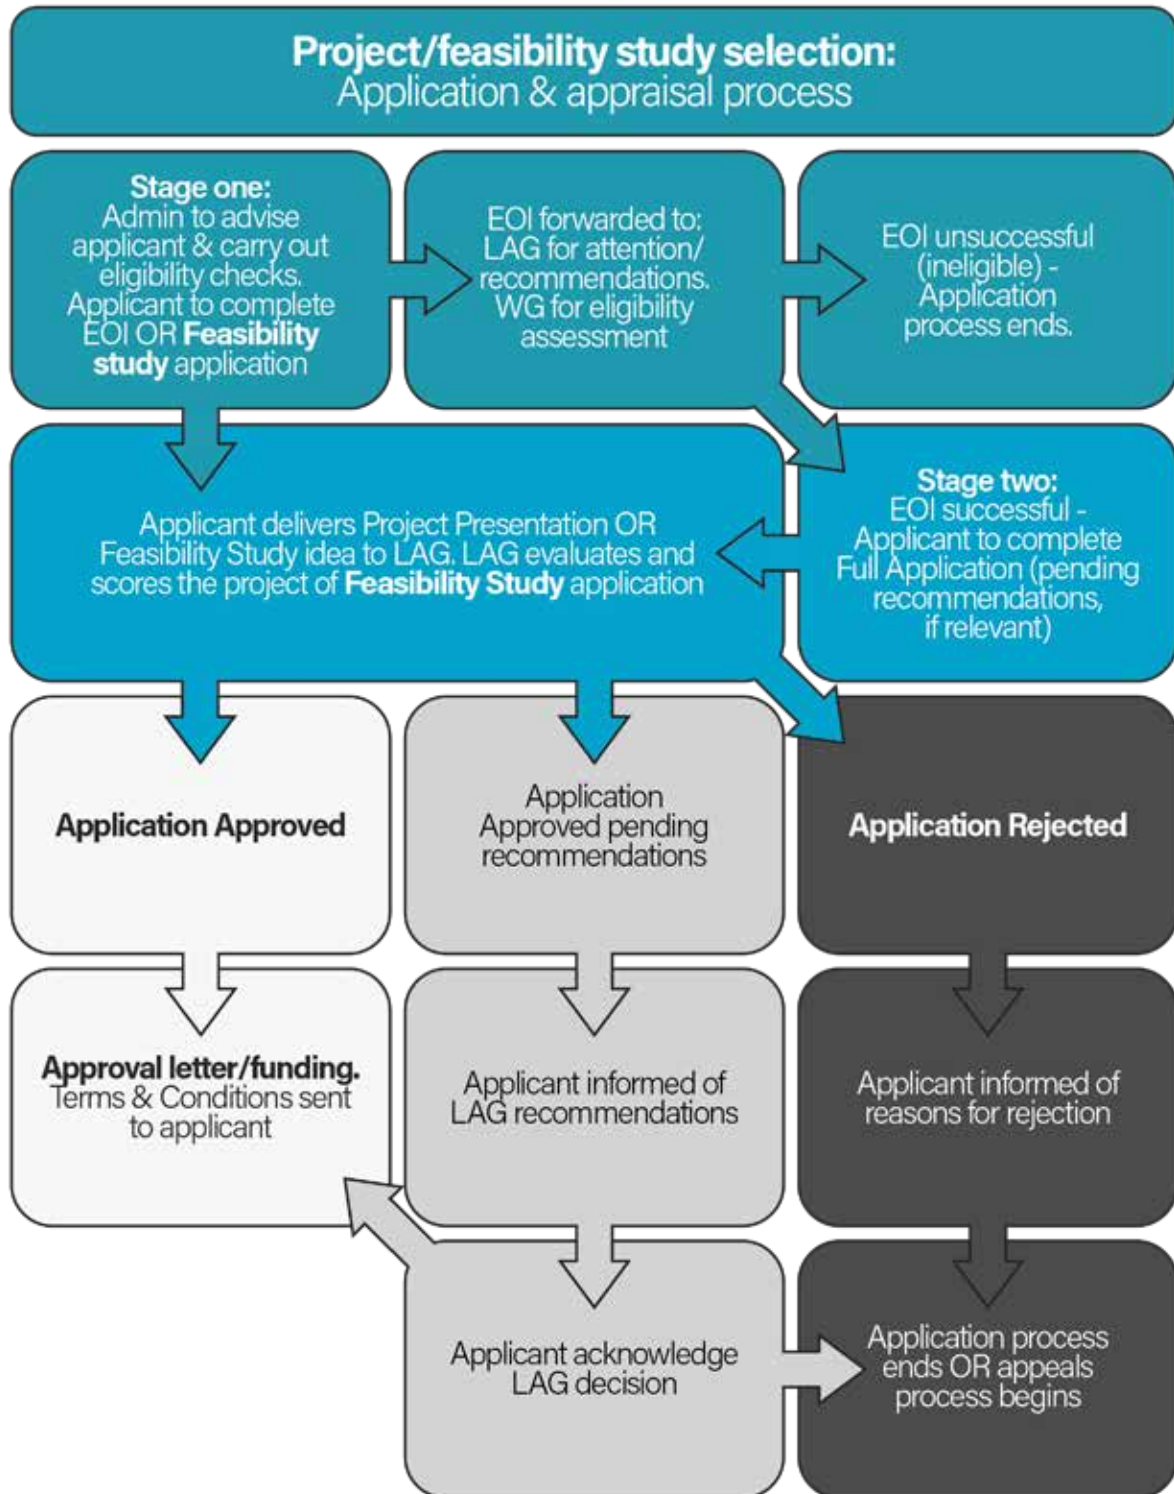 Project/feasibility study selection:
Application & appraisal process
Stage one:
Admin to advise
applicant & carry out
eligibility checks.
Applicant to complete
EOI OR Feasibility
study application
EOI forwarded to:
LAG for attention/
recommendations.
WG for eligibility
assessment
EOI unsuccessful
(ineligible) -
Application
process ends.
Applicant delivers Project Presentation OR
Feasibility Study idea to LAG. LAG evaluates and
scores the project of Feasibility Study application
Stage two:
EOI successful -
Applicant to complete
Full Application (pending
recommendations,
if relevant)
Application Approved
Application
Approved pending
recommendations
Application Rejected
Approval letter/funding.
Terms & Conditions sent
to applicant
Applicant informed of
LAG recommendations
Applicant informed of
reasons for rejection
Applicant acknowledge
LAG decision
Application process
ends OR appeals
process begins